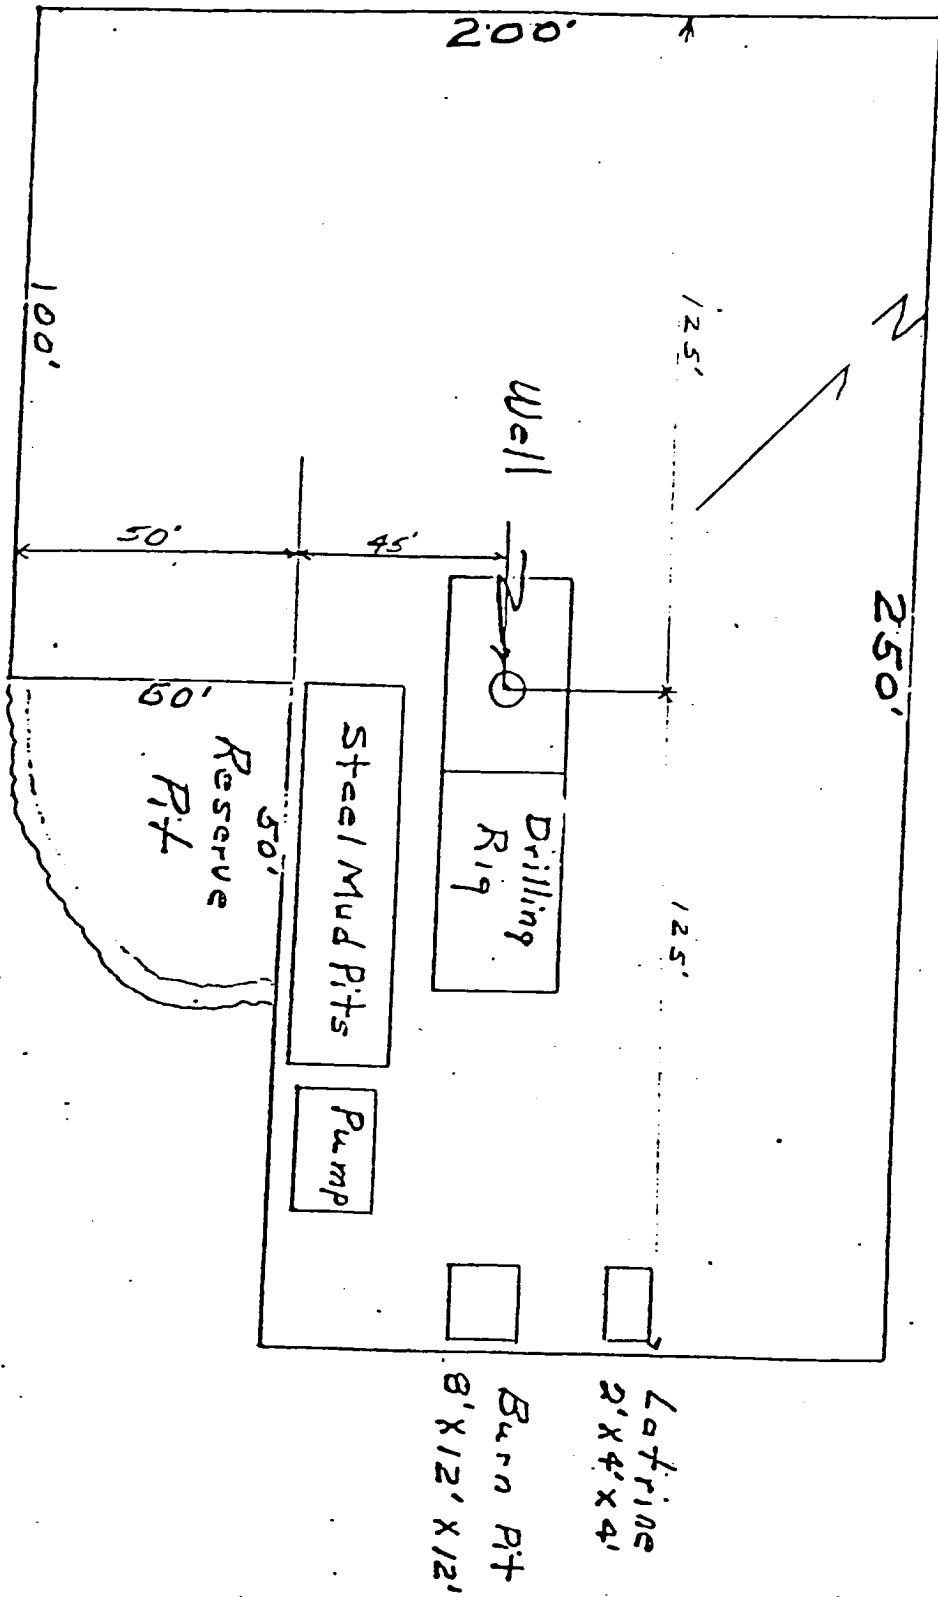 200'
250'
N
125'
125'
100'
Well
50'
45'
60'
50'
Reserve
Pit
Steel Mud Pits
Drilling
Rig
Pump
Latrine
2'X4'X4'
Burn Pit
8'X12'X12'